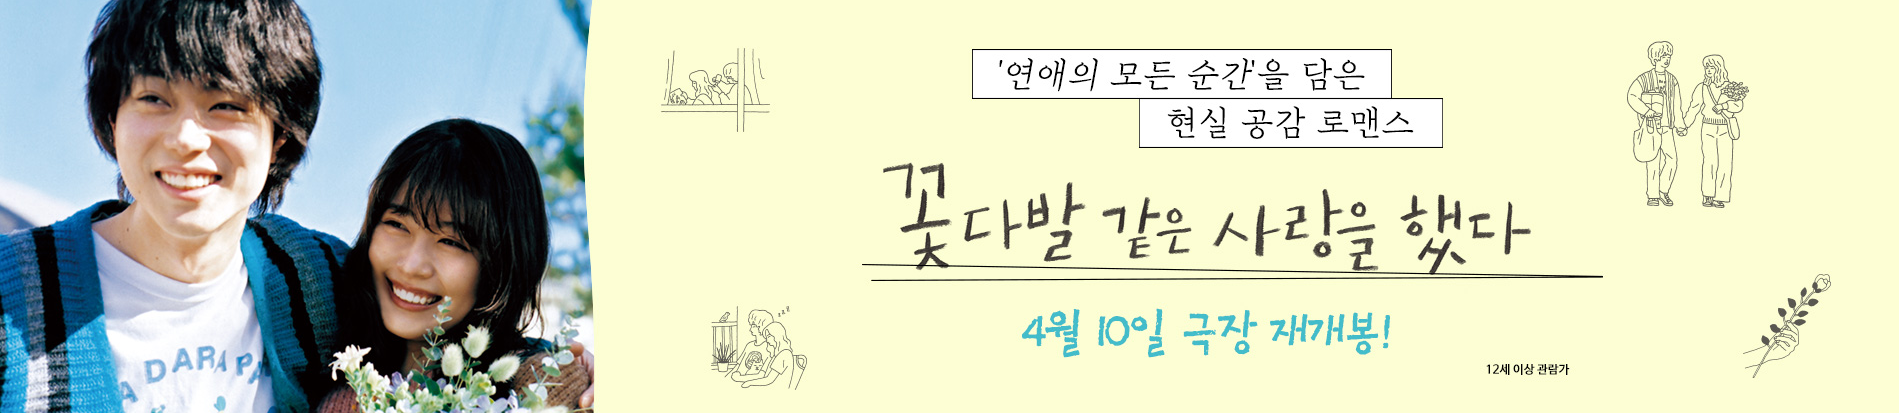 '연애의 모든 순간'을 담은
현실 공감 로맨스
꽃다발 같은 사랑을 했다
4월 10일 극장 재개봉!
12세 이상 관람가
DARA PA
zzz